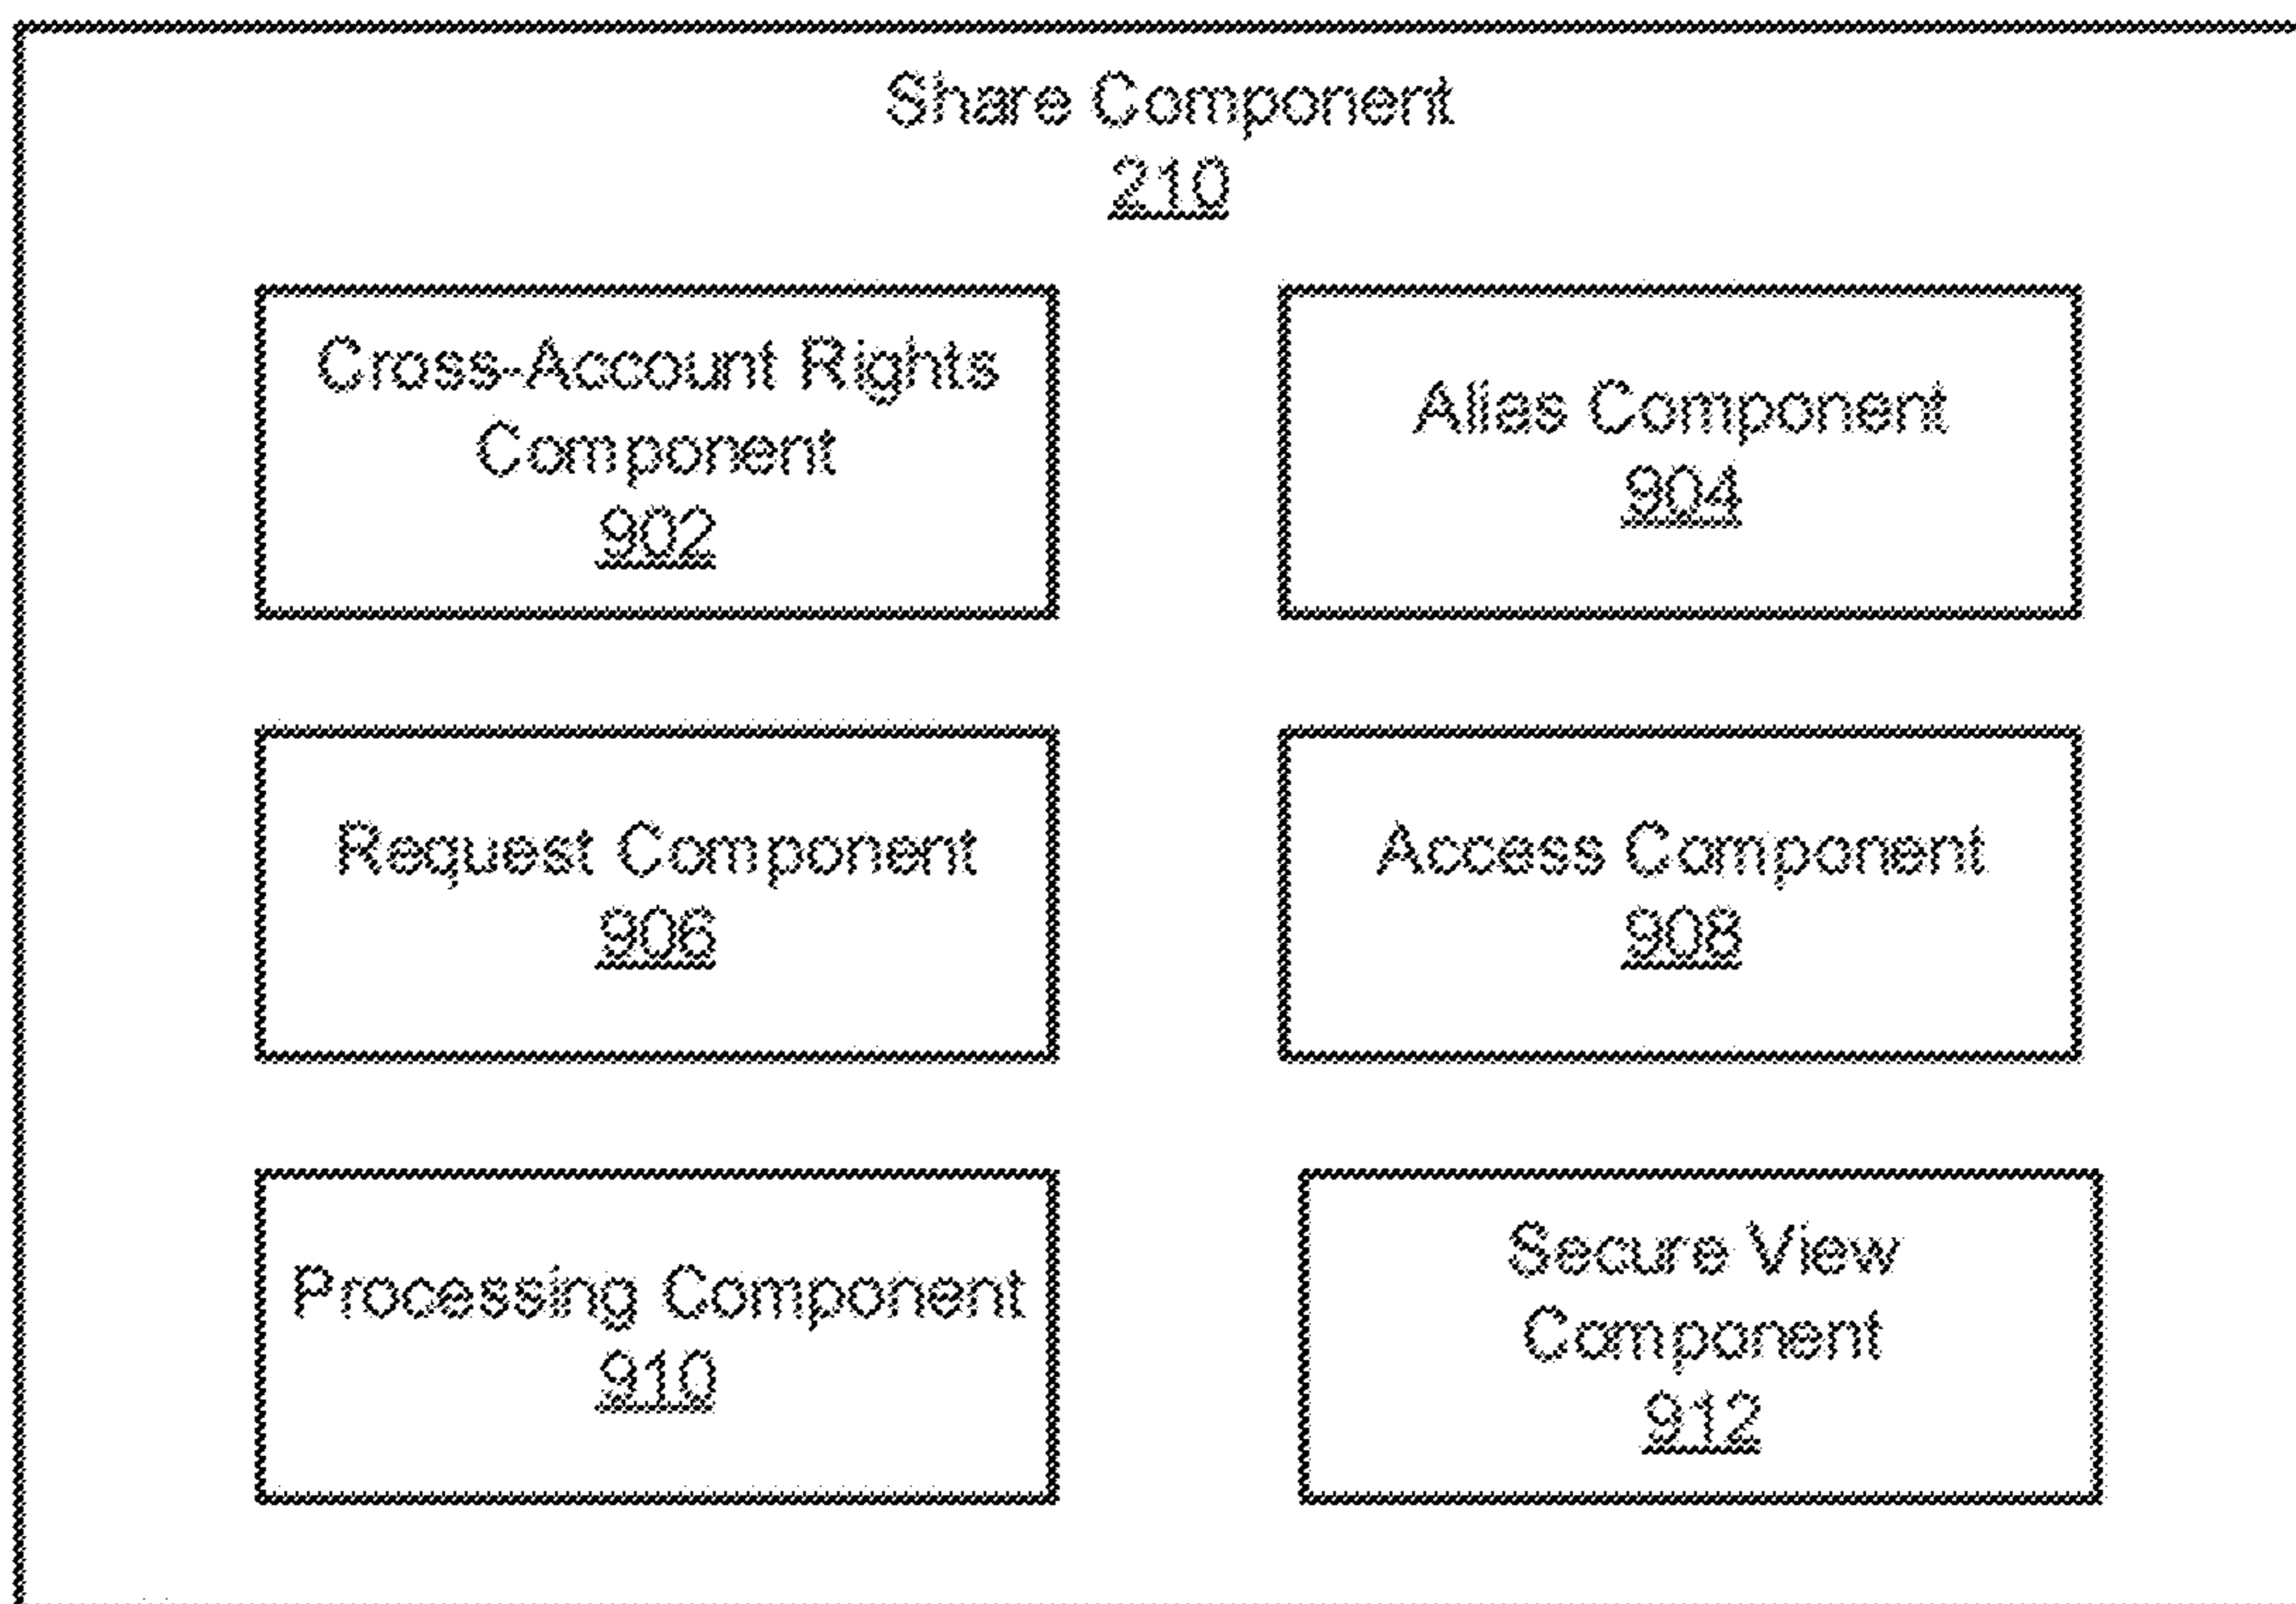 Share Component
210
Cross-Account Rights
Component
902
Alias Component
904
Request Component
906
Access Component
908
Processing Component
910
Secure View
Component
912